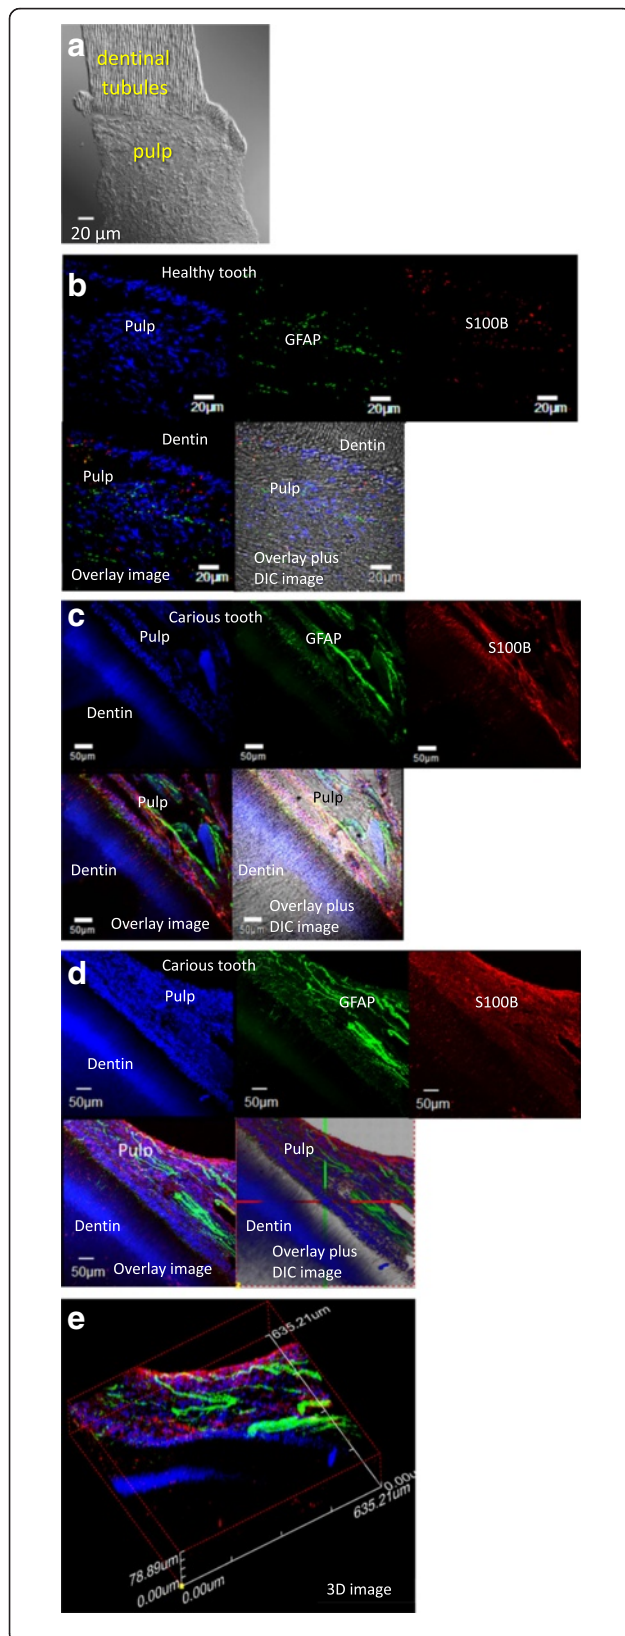 a
dentinal
tubules
pulp
20 μm
b
Healthy tooth
Pulp
GFAP
S100B
20μm
20μm
20μm
Dentin
Pulp
Overlay image
20μm
Dentin
Pulp
Overlay plus
DIC image
20μm
c
Carious tooth
Pulp
Dentin
50μm
GFAP
50μm
S100B
50μm
Pulp
Dentin
Overlay image
50μm
Pulp
Dentin
Overlay plus
DIC image
50μm
d
Carious tooth
Pulp
Dentin
50μm
GFAP
50μm
S100B
50μm
Pulp
Dentin
50μm
Overlay image
Pulp
Dentin
Overlay plus
DIC image
e
635.21um
0.00um
635.21um
78.89um
0.00um
0.00um
3D image